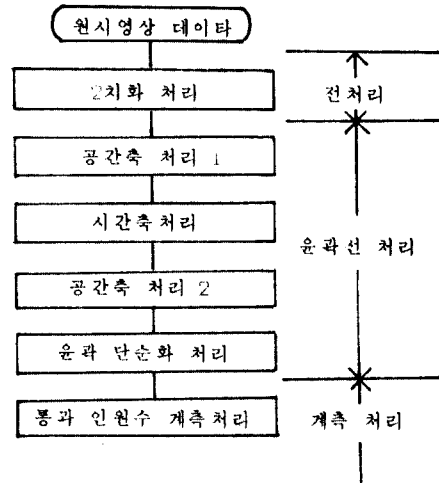 원시영상 데이타
2치화 처리
전처리
공간축 처리 1
시간축처리
윤곽선 처리
공간축 처리 2
윤곽 단순화 처리
통과 인원수 계측처리
계측 처리